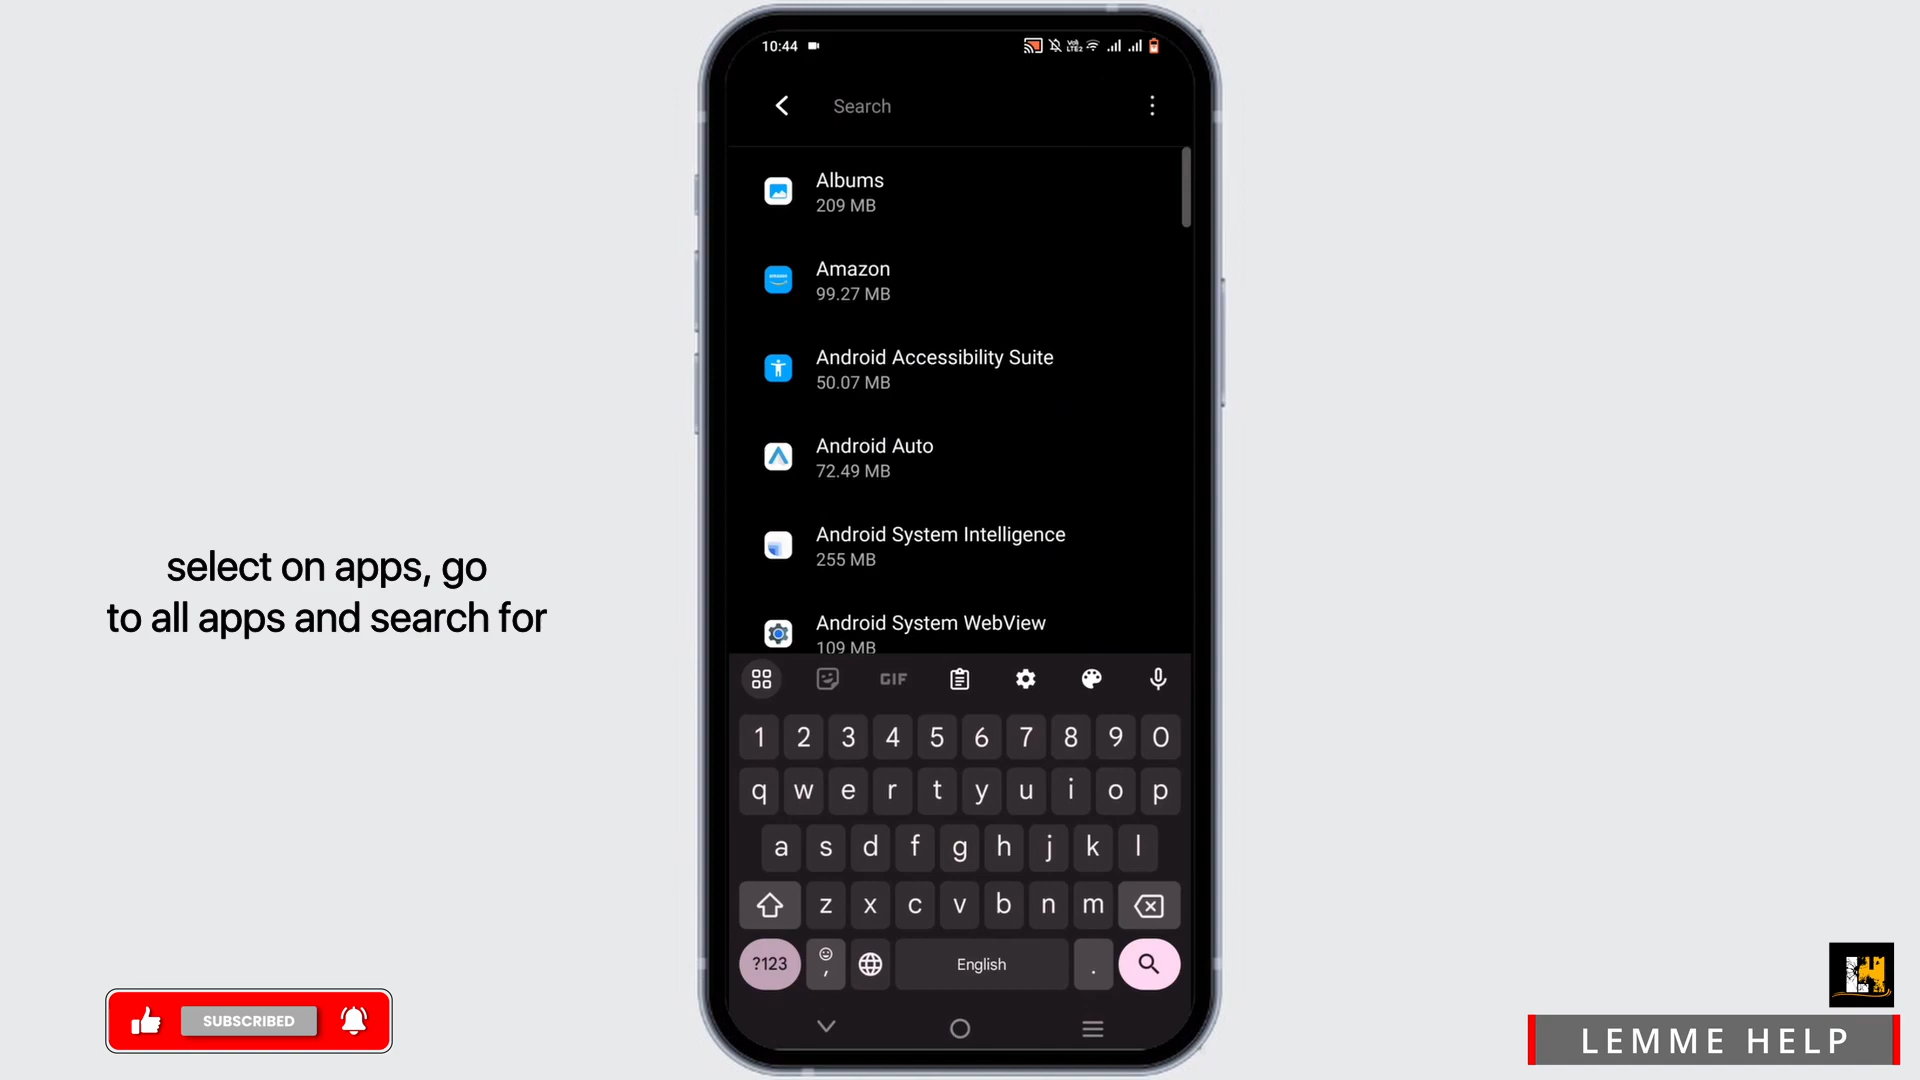 10:44
Search
Albums
209 MB
Amazon
99.27 MB
Android Accessibility Suite
50.07 MB
Android Auto
72.49 MB
Android System Intelligence
255 MB
Android System WebView
109 MB
select on apps, go
to all apps and search for
GIF
1 2 3 4 5 6 7 8 9 0
q w e r t y u i o p
a s d f g h j k l
z x c v b n m
?123 , English .
SUBSCRIBED
LEMME HELP